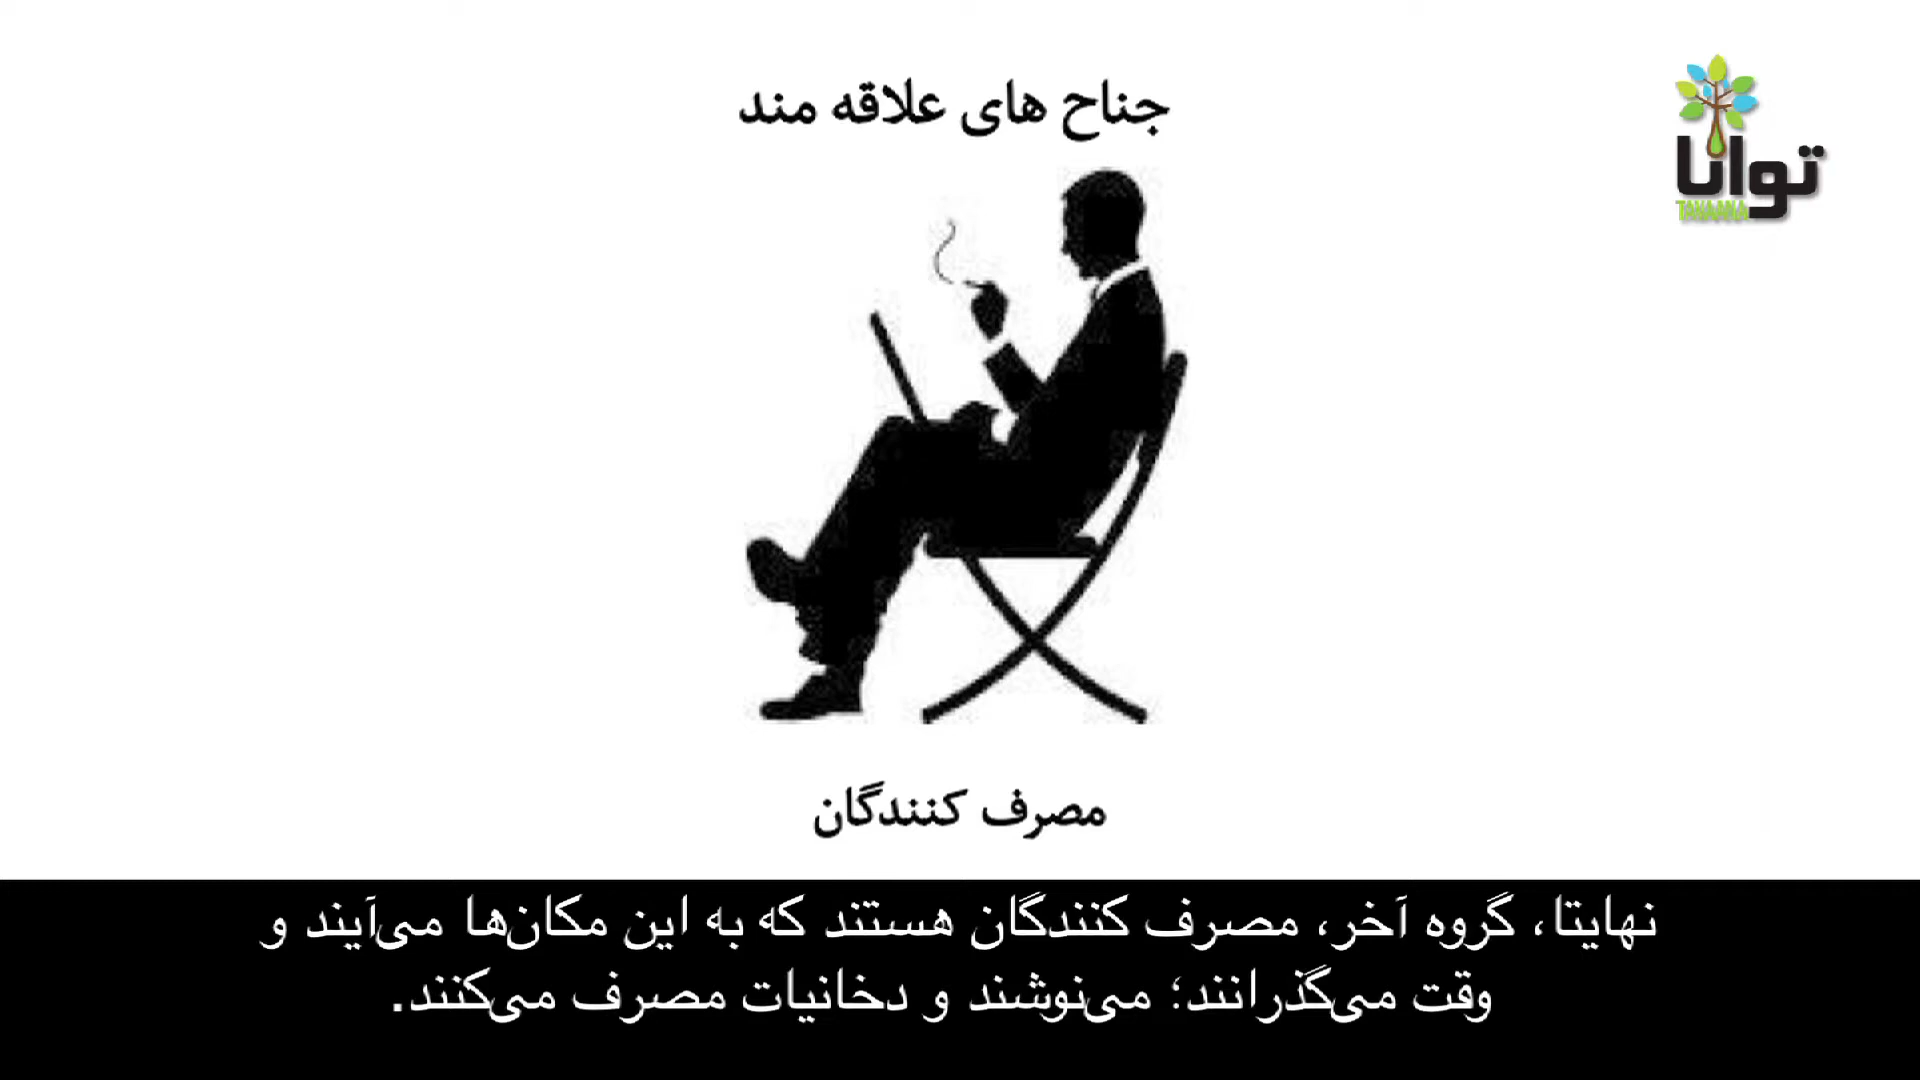 جناح های علاقه مند
توانا
TAVAANA
مصرف کنندگان
نهایتا، گروه آخر، مصرف کنندگان هستند که به این مکان‌ها می‌آیند و
وقت می‌گذرانند؛ می‌نوشند و دخانیات مصرف می‌کنند.